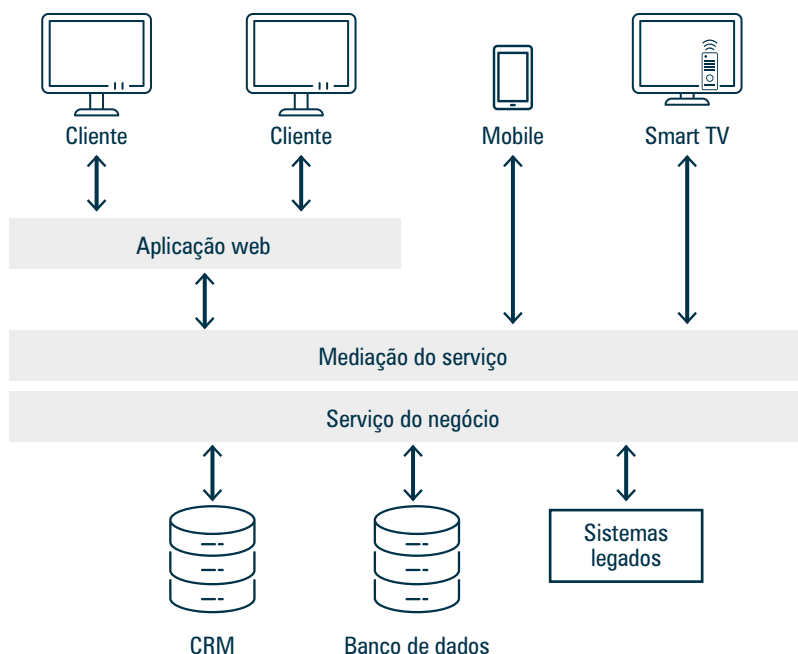 Cliente
Cliente
Mobile
Smart TV
Aplicação web
Mediação do serviço
Serviço do negócio
Sistemas
legados
CRM
Banco de dados